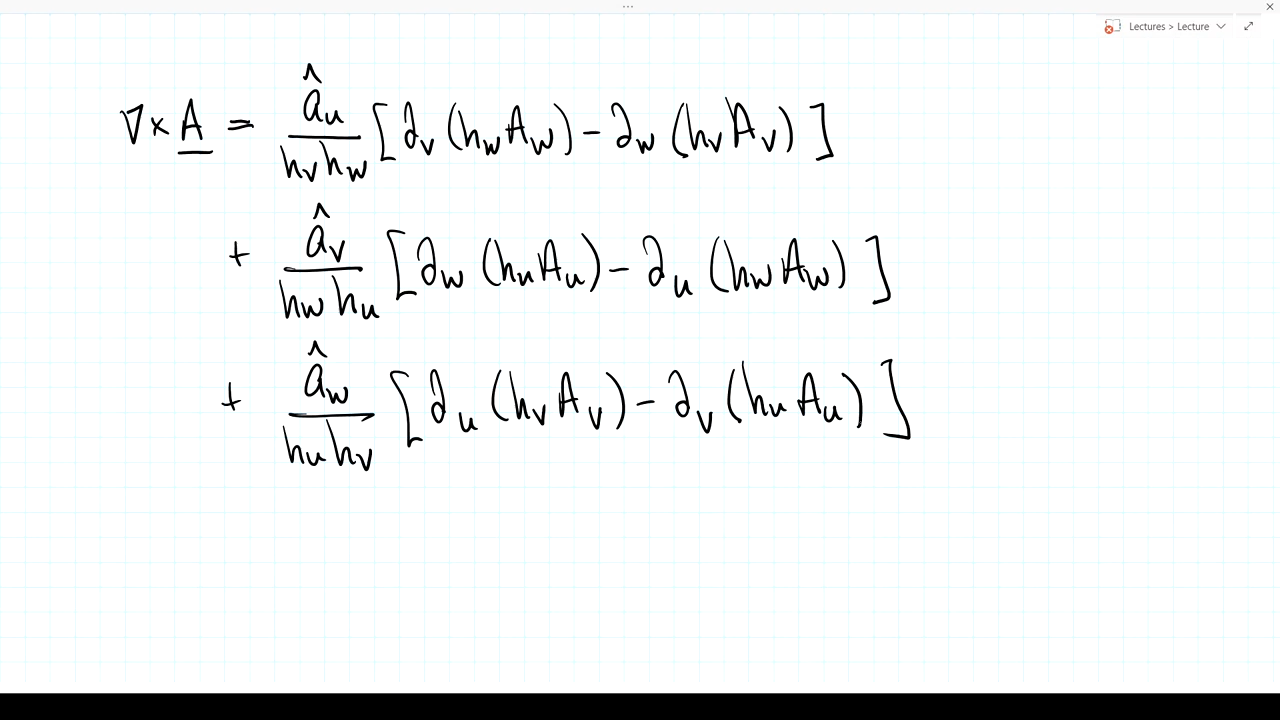 ...
Lectures > Lecture
∇× A = â_u / h_v h_w [∂_v (h_w A_w) − ∂_w (h_v A_v)]
+ â_v / h_w h_u [∂_w (h_u A_u) − ∂_u (h_w A_w)]
+ â_w / h_u h_v [∂_u (h_v A_v) − ∂_v (h_u A_u)]